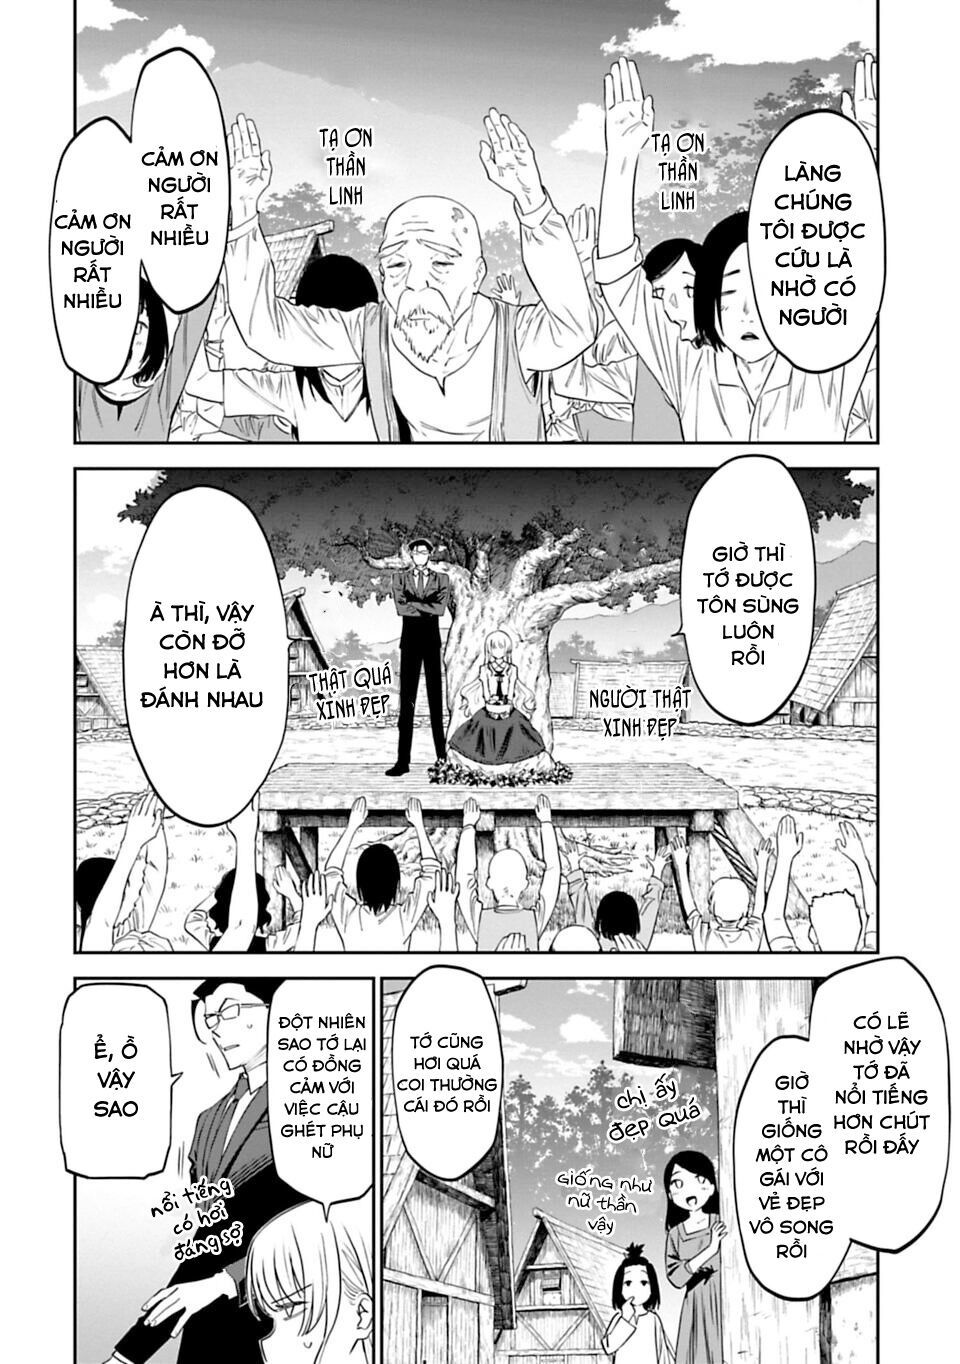 LÀNG
CHÚNG
TÔI ĐƯỢC
CỨU LÀ
NHỜ CÓ
NGƯỜI
TẠ ƠN
THẦN
LINH
TẠ ƠN
THẦN
LINH
CẢM ƠN
NGƯỜI
RẤT
NHIỀU
CẢM ƠN
NGƯỜI
RẤT
NHIỀU
GIỜ THÌ
TỚ ĐƯỢC
TÔN SÙNG
LUÔN
RỒI
NGƯỜI THẬT
XINH ĐẸP
THẬT QUÁ
XINH ĐẸP
À THÌ, VẬY
CÒN ĐỠ
HƠN LÀ
ĐÁNH NHAU
CÓ LẼ
NHỜ VẬY
TỚ ĐÃ
NỔI TIẾNG
HƠN CHÚT
RỒI ĐẤY
GIỜ
THÌ
GIỐNG
MỘT CÔ
GÁI VỚI
VẺ ĐẸP
VÔ SONG
RỒI
chị ấy
đẹp quá
giống như
nữ thần
vậy
TỚ CŨNG
HƠI QUÁ
COI THƯỜNG
CÁI ĐÓ RỒI
ĐỘT NHIÊN
SAO TỚ LẠI
CÓ ĐỒNG
CẢM VỚI
VIỆC CẬU
GHÉT PHỤ
NỮ
Ể, Ồ
VẬY
SAO
nổi tiếng
có hơi
đáng sợ